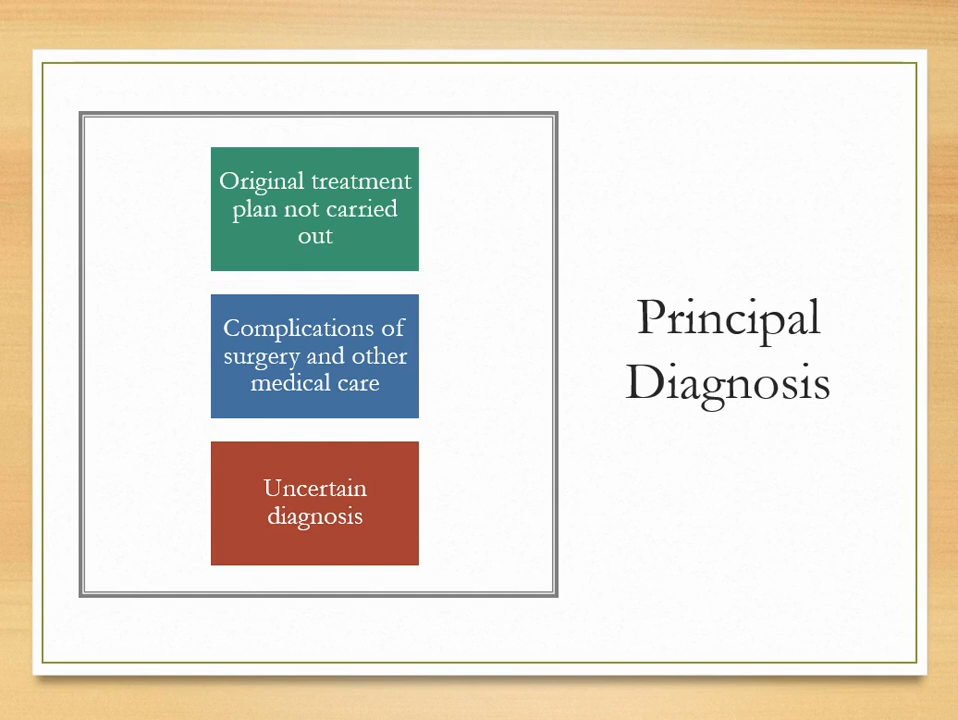 Original treatment
plan not carried
out
Complications of
surgery and other
medical care
Uncertain
diagnosis
Principal
Diagnosis